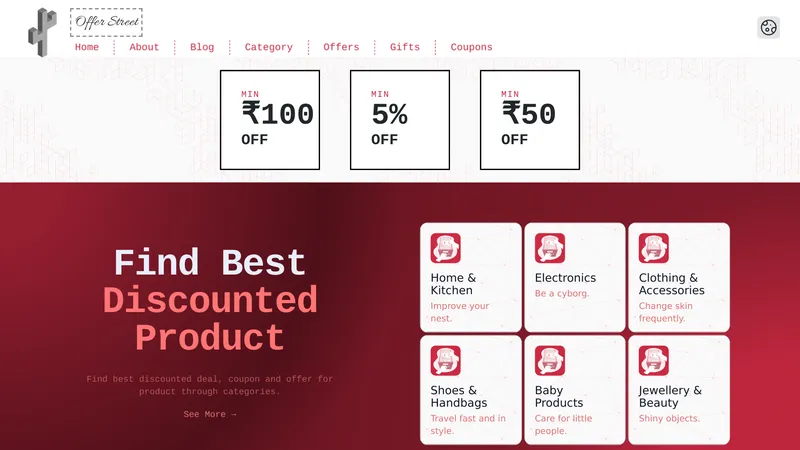 Offer Street
Home About Blog Category Offers Gifts Coupons
MIN
₹100
OFF
MIN
5%
OFF
MIN
₹50
OFF
Find Best
Discounted
Product
Find best discounted deal, coupon and offer for
product through categories.
See More →
Home &
Kitchen
Improve your
nest.
Electronics
Be a cyborg.
Clothing &
Accessories
Change skin
frequently.
Shoes &
Handbags
Travel fast and in
style.
Baby
Products
Care for little
people.
Jewellery &
Beauty
Shiny objects.